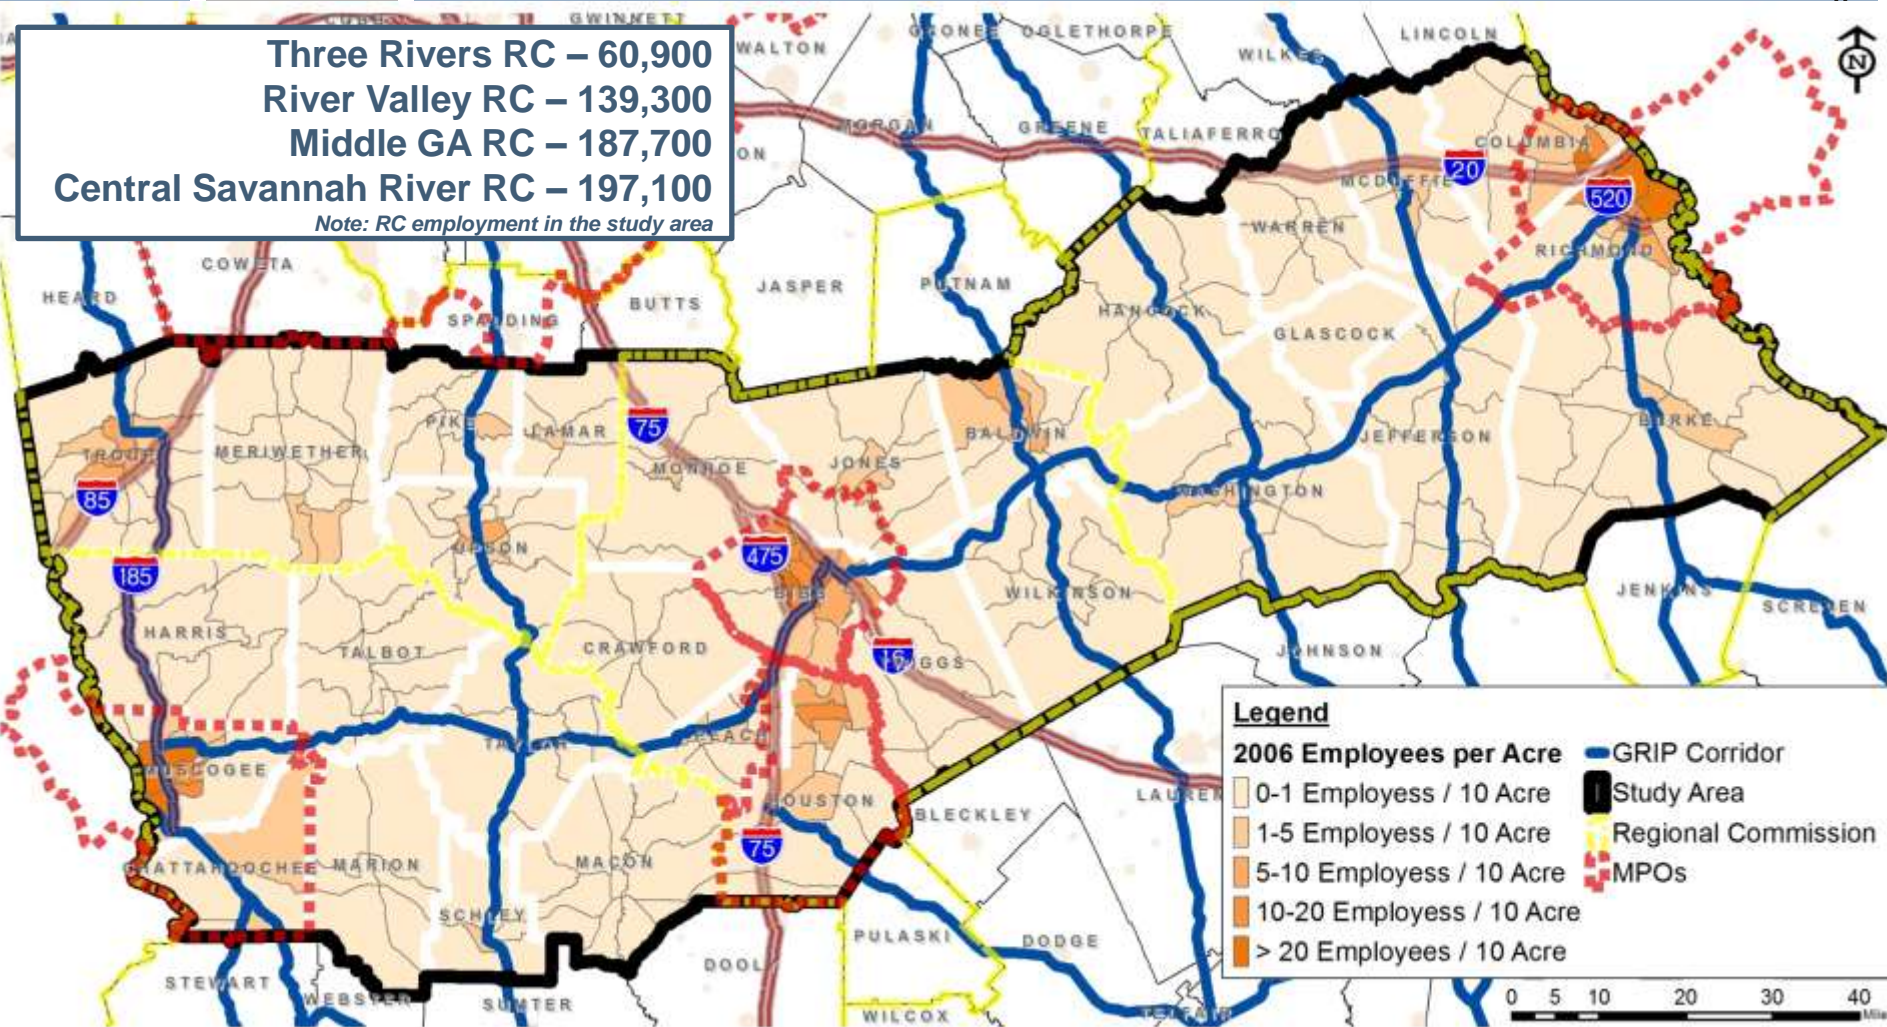 GWINNETT
WALTON
OGLETHORPE
WILKES
LINCOLN
N
Three Rivers RC – 60,900
River Valley RC – 139,300
Middle GA RC – 187,700
Central Savannah River RC – 197,100
Note: RC employment in the study area
MORGAN
GREENE
TALIAFERRO
COLUMBIA
20
MCDUFFIE
520
WARREN
RICHMOND
COWETA
HEARD
BUTTS
JASPER
PUTNAM
SPALDING
HANCOCK
GLASCOCK
PIKE
LAMAR
75
BALDWIN
BURKE
JEFFERSON
TROUP
MERIWETHER
MONROE
JONES
85
WASHINGTON
UPSON
475
185
BIBB
WILKINSON
JENKINS
SCREVEN
HARRIS
TALBOT
CRAWFORD
16
JOHNSON
TAYLOR
PEACH
MUSCOGEE
HOUSTON
BLECKLEY
LAUREN
75
CHATTAHOOCHEE
MARION
MACON
SCHLEY
PULASKI
DODGE
DOOL
STEWART
WEBSTER
SUMTER
WILCOX
TELFAIR
Legend
2006 Employees per Acre
0-1 Employess / 10 Acre
1-5 Employess / 10 Acre
5-10 Employess / 10 Acre
10-20 Employess / 10 Acre
> 20 Employees / 10 Acre
GRIP Corridor
Study Area
Regional Commission
MPOs
0 5 10 20 30 40